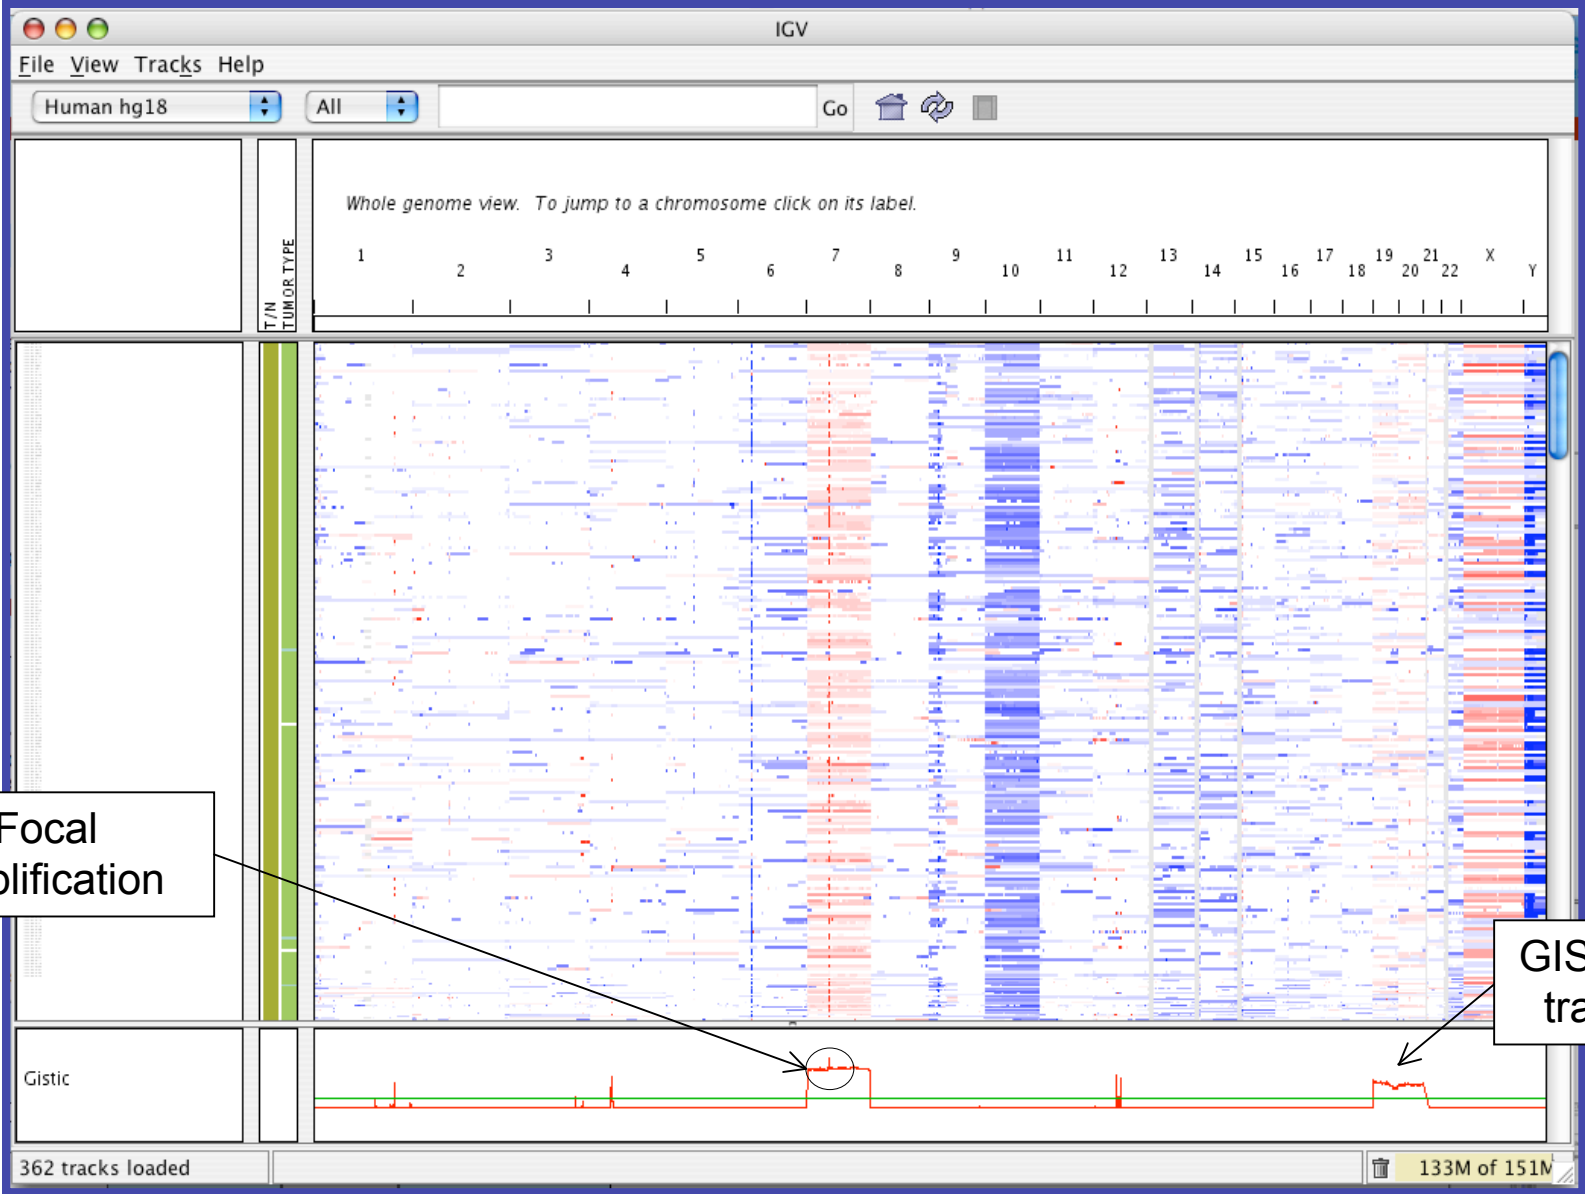 IGV
File View Tracks Help
Human hg18 All Go
T/N
TUMOR TYPE
Whole genome view. To jump to a chromosome click on its label.
1 2 3 4 5 6 7 8 9 10 11 12 13 14 15 16 17 18 19 20 21 22 X Y
Focal
plification
GIS
tra
Gistic
362 tracks loaded 133M of 151M